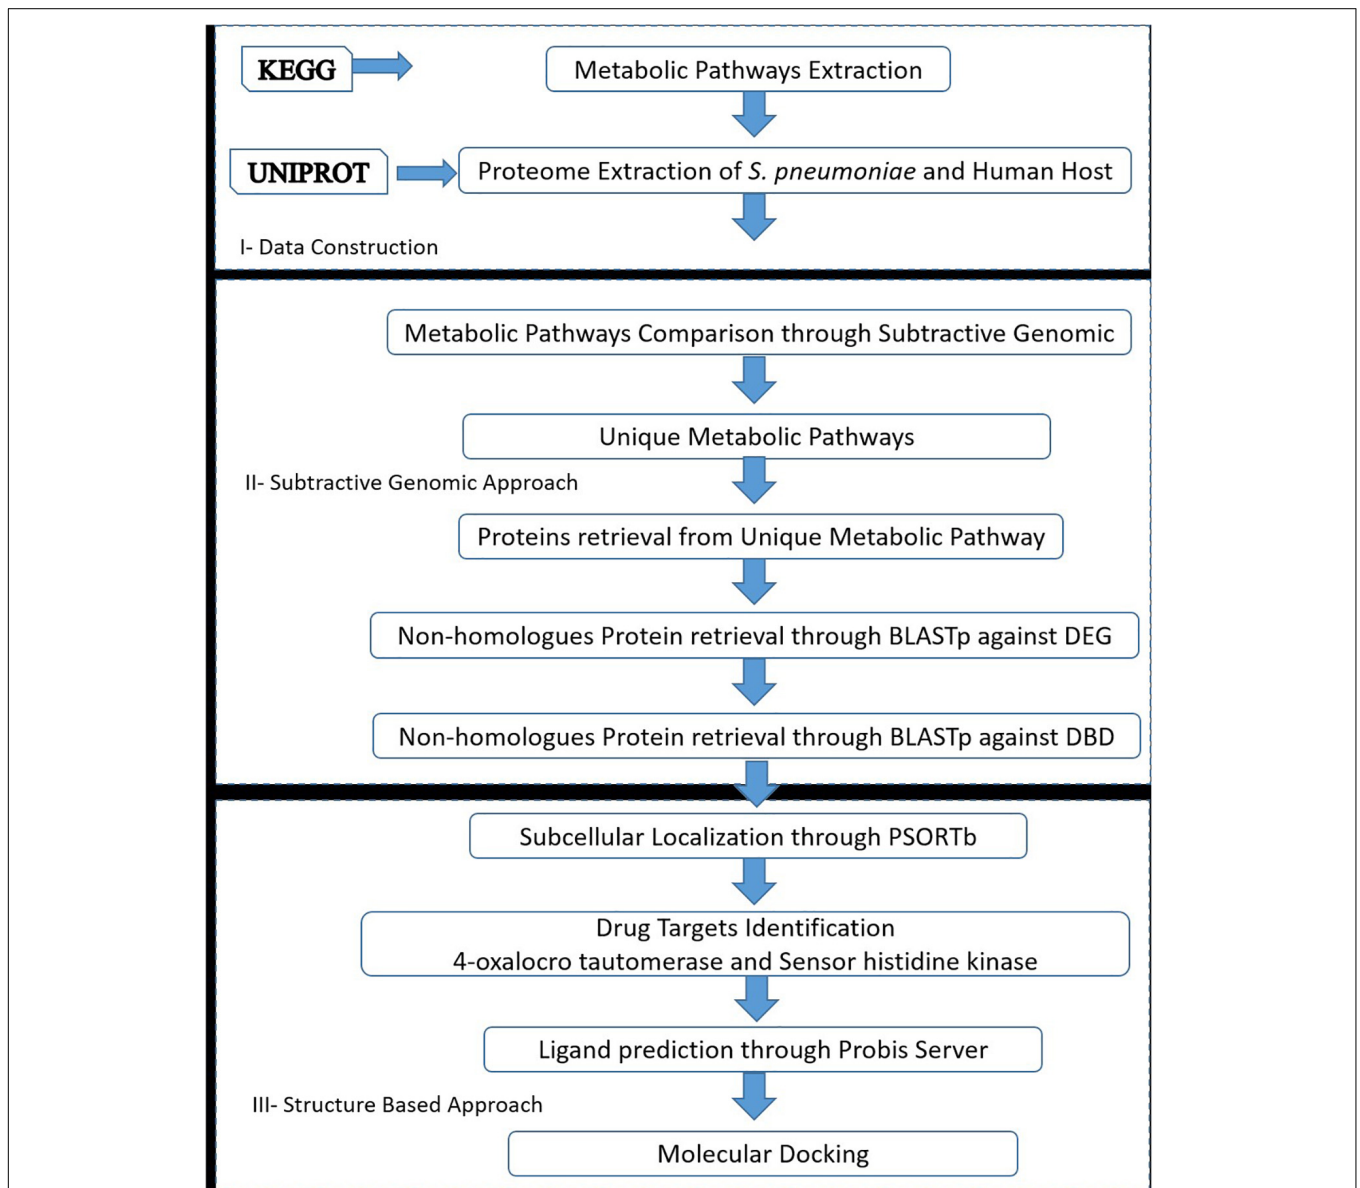 KEGG
Metabolic Pathways Extraction
UNIPROT
Proteome Extraction of S. pneumoniae and Human Host
I- Data Construction
Metabolic Pathways Comparison through Subtractive Genomic
Unique Metabolic Pathways
II- Subtractive Genomic Approach
Proteins retrieval from Unique Metabolic Pathway
Non-homologues Protein retrieval through BLASTp against DEG
Non-homologues Protein retrieval through BLASTp against DBD
Subcellular Localization through PSORTb
Drug Targets Identification
4-oxalocro tautomerase and Sensor histidine kinase
Ligand prediction through Probis Server
III- Structure Based Approach
Molecular Docking